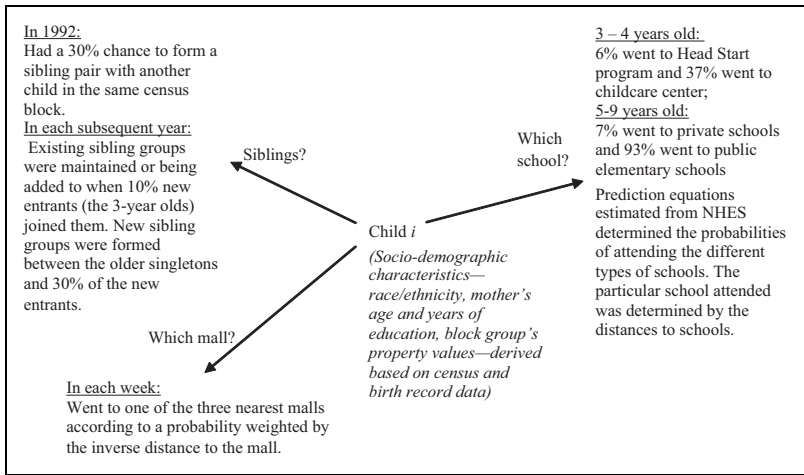 In 1992:
Had a 30% chance to form a
sibling pair with another
child in the same census
block.
In each subsequent year:
Existing sibling groups
were maintained or being
added to when 10% new
entrants (the 3-year olds)
joined them. New sibling
groups were formed
between the older singletons
and 30% of the new
entrants.
Siblings?
Which
school?
3 – 4 years old:
6% went to Head Start
program and 37% went to
childcare center;
5-9 years old:
7% went to private schools
and 93% went to public
elementary schools
Prediction equations
estimated from NHES
determined the probabilities
of attending the different
types of schools. The
particular school attended
was determined by the
distances to schools.
Child i
(Socio-demographic
characteristics—
race/ethnicity, mother's
age and years of
education, block group's
property values—derived
based on census and
birth record data)
Which mall?
In each week:
Went to one of the three nearest malls
according to a probability weighted by
the inverse distance to the mall.